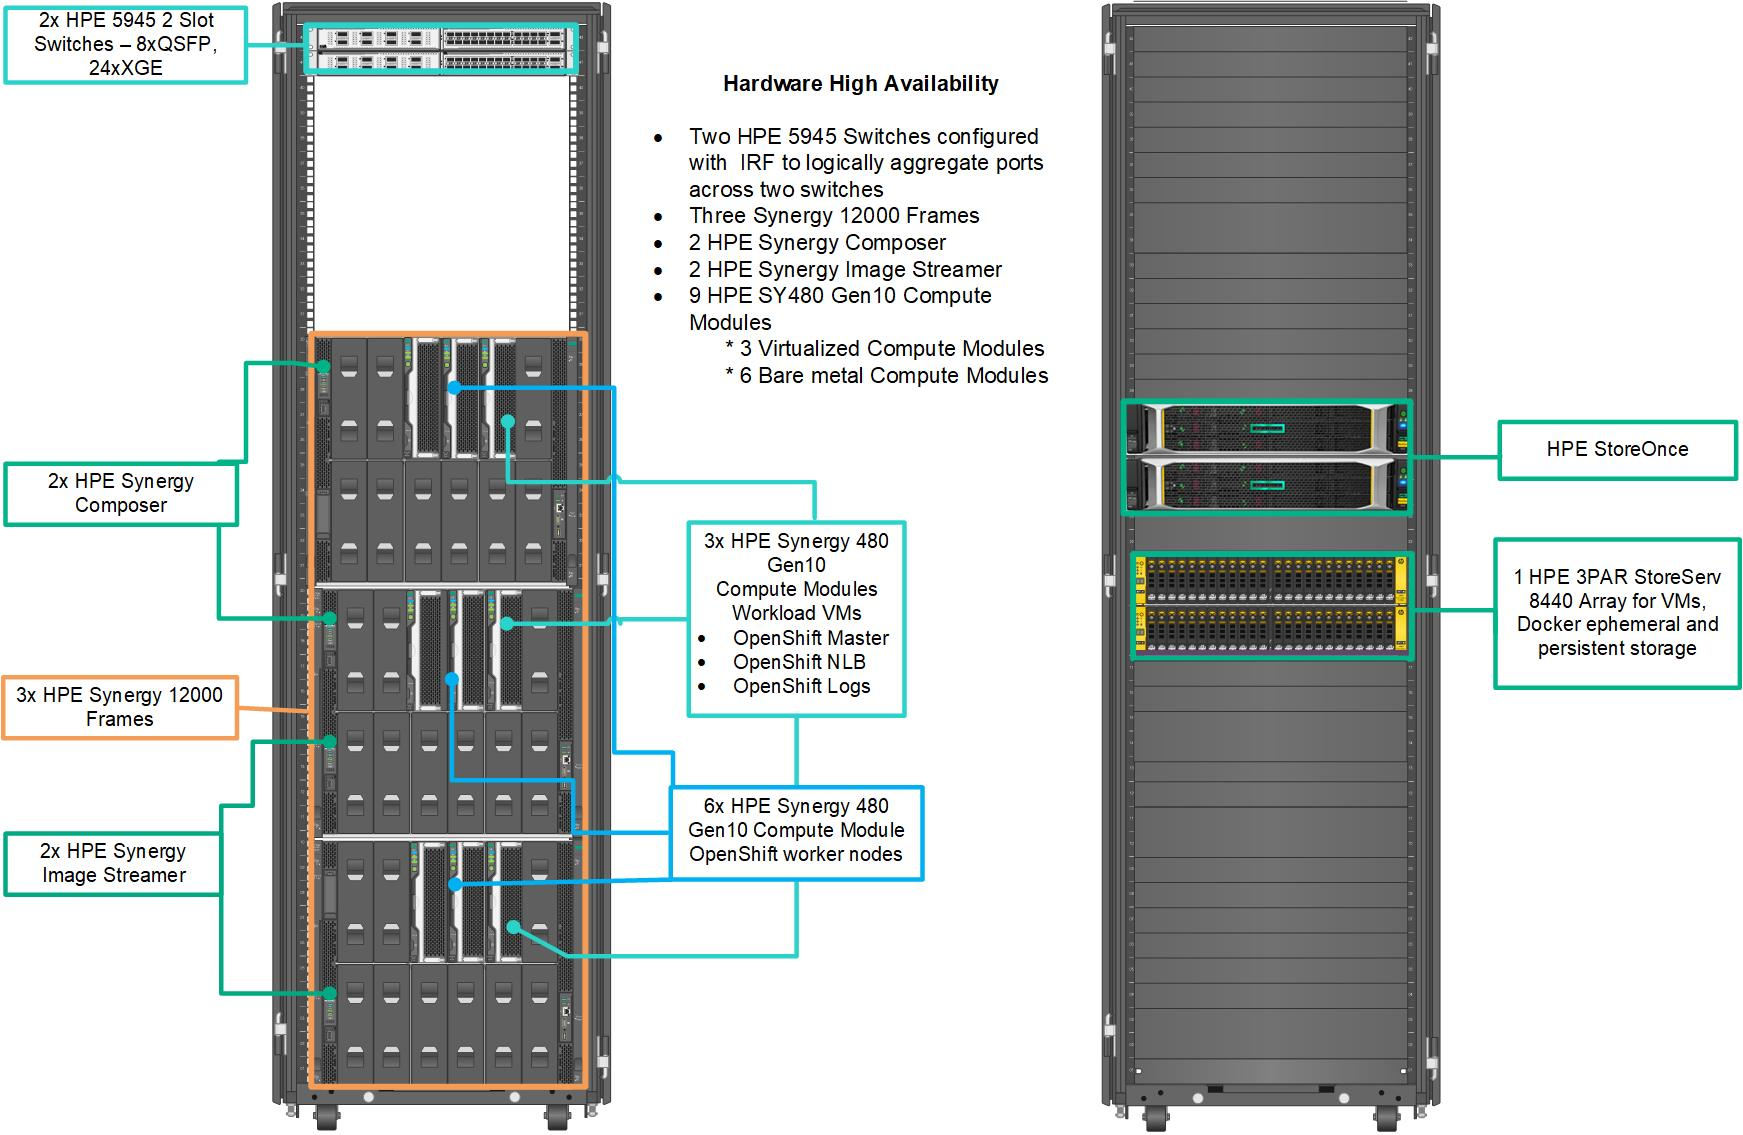 2x HPE 5945 2 Slot
Switches – 8xQSFP,
24xXGE
Hardware High Availability
• Two HPE 5945 Switches configured
with IRF to logically aggregate ports
across two switches
• Three Synergy 12000 Frames
• 2 HPE Synergy Composer
• 2 HPE Synergy Image Streamer
• 9 HPE SY480 Gen10 Compute
Modules
* 3 Virtualized Compute Modules
* 6 Bare metal Compute Modules
2x HPE Synergy
Composer
3x HPE Synergy 12000
Frames
2x HPE Synergy
Image Streamer
3x HPE Synergy 480
Gen10
Compute Modules
Workload VMs
• OpenShift Master
• OpenShift NLB
• OpenShift Logs
6x HPE Synergy 480
Gen10 Compute Module
OpenShift worker nodes
HPE StoreOnce
1 HPE 3PAR StoreServ
8440 Array for VMs,
Docker ephemeral and
persistent storage